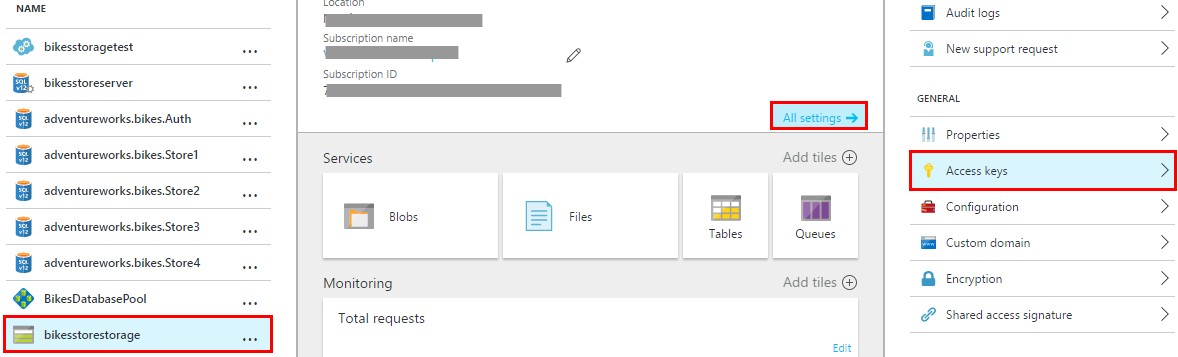 NAME
bikesstoragetest
...
bikesstoreserver
...
adventureworks.bikes.Auth
...
adventureworks.bikes.Store1
...
adventureworks.bikes.Store2
...
adventureworks.bikes.Store3
...
adventureworks.bikes.Store4
...
BikesDatabasePool
...
bikesstorestorage
...
Location
Subscription name
Subscription ID
All settings →
Services
Add tiles
Blobs
Files
Tables
Queues
Monitoring
Add tiles
Total requests
Edit
Audit logs
New support request
GENERAL
Properties
Access keys
Configuration
Custom domain
Encryption
Shared access signature